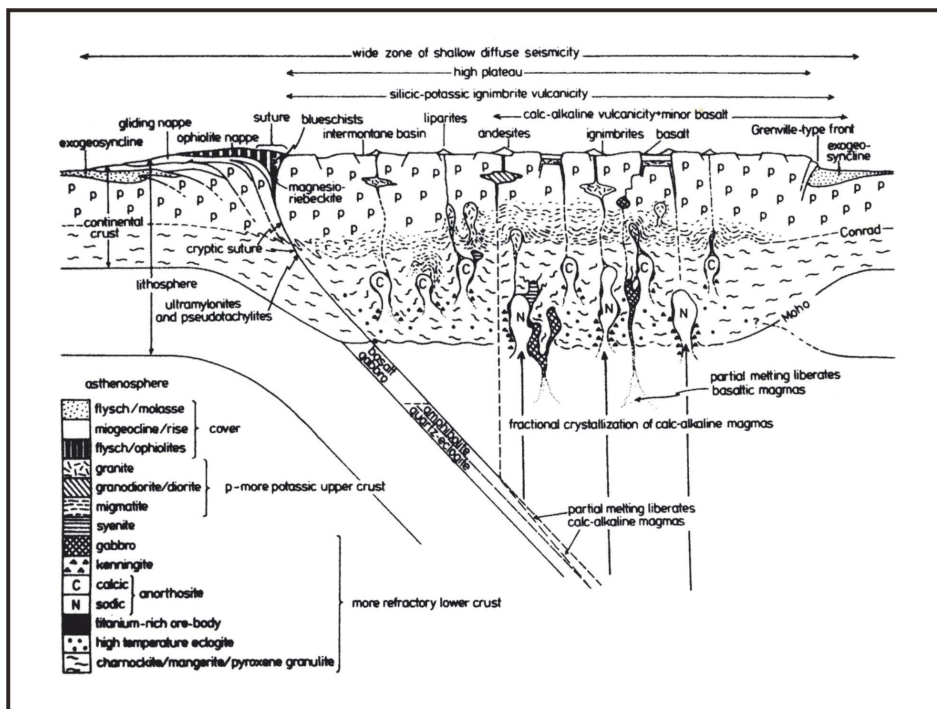 wide zone of shallow diffuse seismicity
high plateau
silicic-potassic ignimbrite vulcanicity
calc-alkaline vulcanicity+minor basalt
gliding nappe
suture
blueschists
liparites
exogeosyncline
ophiolite nappe
intermontane basin
andesites
ignimbrites
basalt
Grenville-type front
exogeo-
syncline
P P P P P P P P P P P P P P P P P P P P
magnesio-
riebeckite
continental
crust
cryptic suture
Conrad
lithosphere
C C C C C C
N N N
ultramylonites
and pseudotachylites
Moho
?
basalt
gabbro
asthenosphere
amphibolite
quartz-eclogite
partial melting liberates
basaltic magmas
fractional crystallization of calc-alkaline magmas
partial melting liberates
calc-alkaline magmas
flysch/molasse
miogeocline/rise
cover
flysch/ophiolites
granite
granodiorite/diorite
p-more potassic upper crust
migmatite
syenite
gabbro
kenningite
C calcic
anorthosite
N sodic
more refractory lower crust
titanium-rich ore-body
high temperature eclogite
charnockite/mangerite/pyroxene granulite